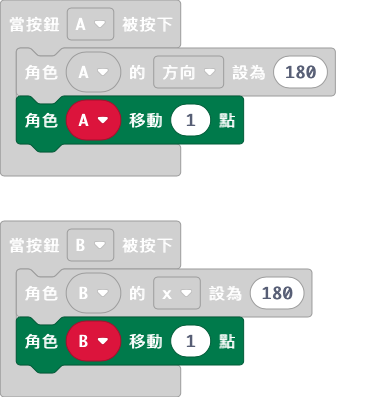 當按鈕 A 被按下
角色 A 的 方向 設為 180
角色 A 移動 1 點
當按鈕 B 被按下
角色 B 的 x 設為 180
角色 B 移動 1 點